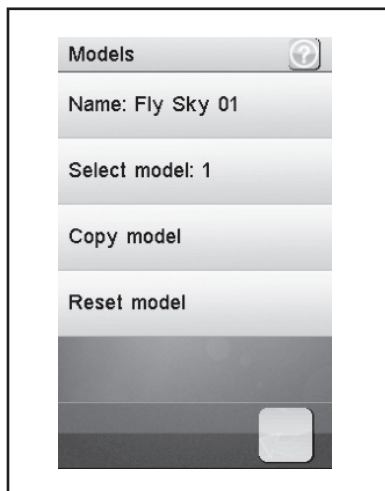 Models
?
Name: Fly Sky 01
Select model: 1
Copy model
Reset model